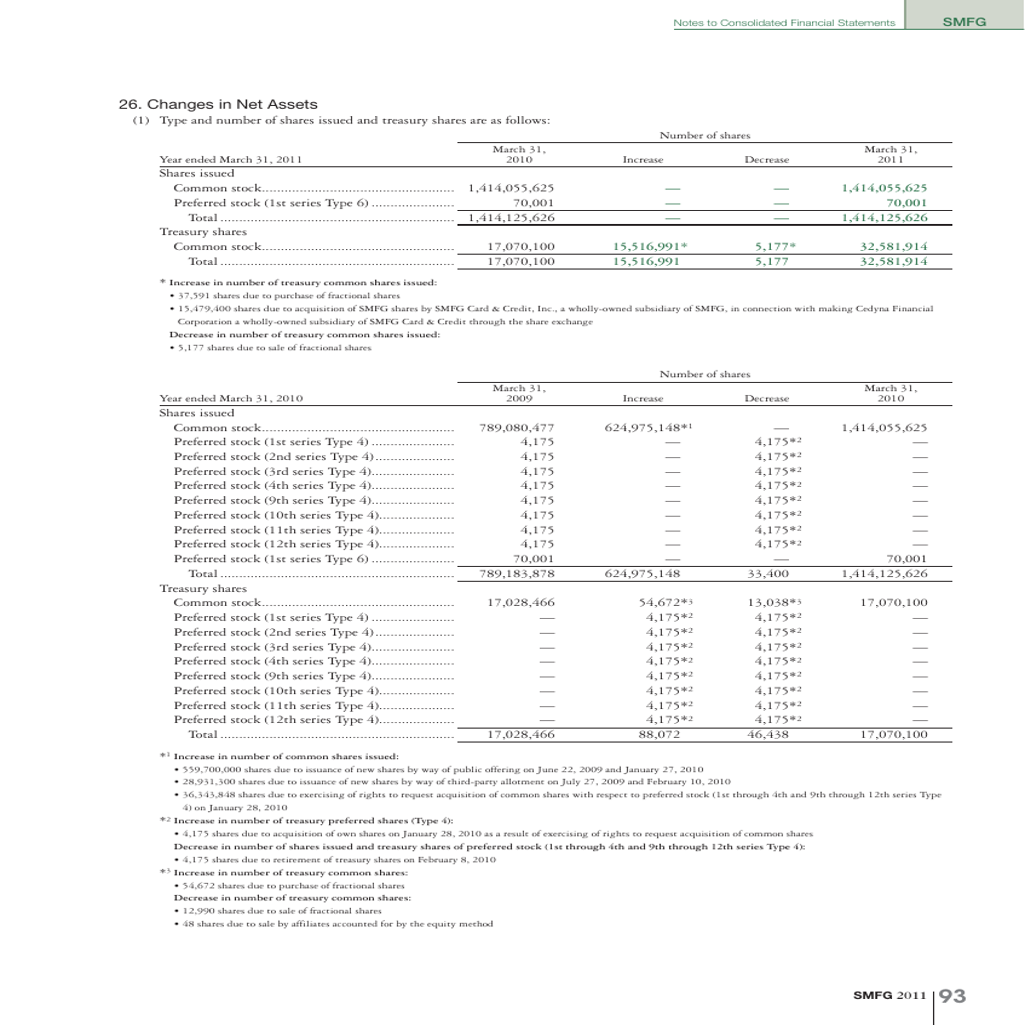 Notes to Consolidated Financial Statements SMFG
26. Changes in Net Assets
(1) Type and number of shares issued and treasury shares are as follows:
Number of shares
March 31, March 31,
Year ended March 31, 2011 2010 Increase Decrease 2011
Shares issued
Common stock................................................... 1,414,055,625 — — 1,414,055,625
Preferred stock (1st series Type 6) ...................... 70,001 — — 70,001
Total .............................................................. 1,414,125,626 — — 1,414,125,626
Treasury shares
Common stock................................................... 17,070,100 15,516,991* 5,177* 32,581,914
Total .............................................................. 17,070,100 15,516,991 5,177 32,581,914
* Increase in number of treasury common shares issued:
• 37,591 shares due to purchase of fractional shares
• 15,479,400 shares due to acquisition of SMFG shares by SMFG Card & Credit, Inc., a wholly-owned subsidiary of SMFG, in connection with making Cedyna Financial
Corporation a wholly-owned subsidiary of SMFG Card & Credit through the share exchange
Decrease in number of treasury common shares issued:
• 5,177 shares due to sale of fractional shares
Number of shares
March 31, March 31,
Year ended March 31, 2010 2009 Increase Decrease 2010
Shares issued
Common stock................................................... 789,080,477 624,975,148*1 — 1,414,055,625
Preferred stock (1st series Type 4) ...................... 4,175 — 4,175*2 —
Preferred stock (2nd series Type 4)..................... 4,175 — 4,175*2 —
Preferred stock (3rd series Type 4)...................... 4,175 — 4,175*2 —
Preferred stock (4th series Type 4)...................... 4,175 — 4,175*2 —
Preferred stock (9th series Type 4)...................... 4,175 — 4,175*2 —
Preferred stock (10th series Type 4).................... 4,175 — 4,175*2 —
Preferred stock (11th series Type 4).................... 4,175 — 4,175*2 —
Preferred stock (12th series Type 4).................... 4,175 — 4,175*2 —
Preferred stock (1st series Type 6) ...................... 70,001 — — 70,001
Total .............................................................. 789,183,878 624,975,148 33,400 1,414,125,626
Treasury shares
Common stock................................................... 17,028,466 54,672*3 13,038*3 17,070,100
Preferred stock (1st series Type 4) ...................... — 4,175*2 4,175*2 —
Preferred stock (2nd series Type 4)..................... — 4,175*2 4,175*2 —
Preferred stock (3rd series Type 4)...................... — 4,175*2 4,175*2 —
Preferred stock (4th series Type 4)...................... — 4,175*2 4,175*2 —
Preferred stock (9th series Type 4)...................... — 4,175*2 4,175*2 —
Preferred stock (10th series Type 4).................... — 4,175*2 4,175*2 —
Preferred stock (11th series Type 4).................... — 4,175*2 4,175*2 —
Preferred stock (12th series Type 4).................... — 4,175*2 4,175*2 —
Total .............................................................. 17,028,466 88,072 46,438 17,070,100
*1 Increase in number of common shares issued:
• 559,700,000 shares due to issuance of new shares by way of public offering on June 22, 2009 and January 27, 2010
• 28,931,300 shares due to issuance of new shares by way of third-party allotment on July 27, 2009 and February 10, 2010
• 36,343,848 shares due to exercising of rights to request acquisition of common shares with respect to preferred stock (1st through 4th and 9th through 12th series Type
4) on January 28, 2010
*2 Increase in number of treasury preferred shares (Type 4):
• 4,175 shares due to acquisition of own shares on January 28, 2010 as a result of exercising of rights to request acquisition of common shares
Decrease in number of shares issued and treasury shares of preferred stock (1st through 4th and 9th through 12th series Type 4):
• 4,175 shares due to retirement of treasury shares on February 8, 2010
*3 Increase in number of treasury common shares:
• 54,672 shares due to purchase of fractional shares
Decrease in number of treasury common shares:
• 12,990 shares due to sale of fractional shares
• 48 shares due to sale by affiliates accounted for by the equity method
SMFG 2011 93